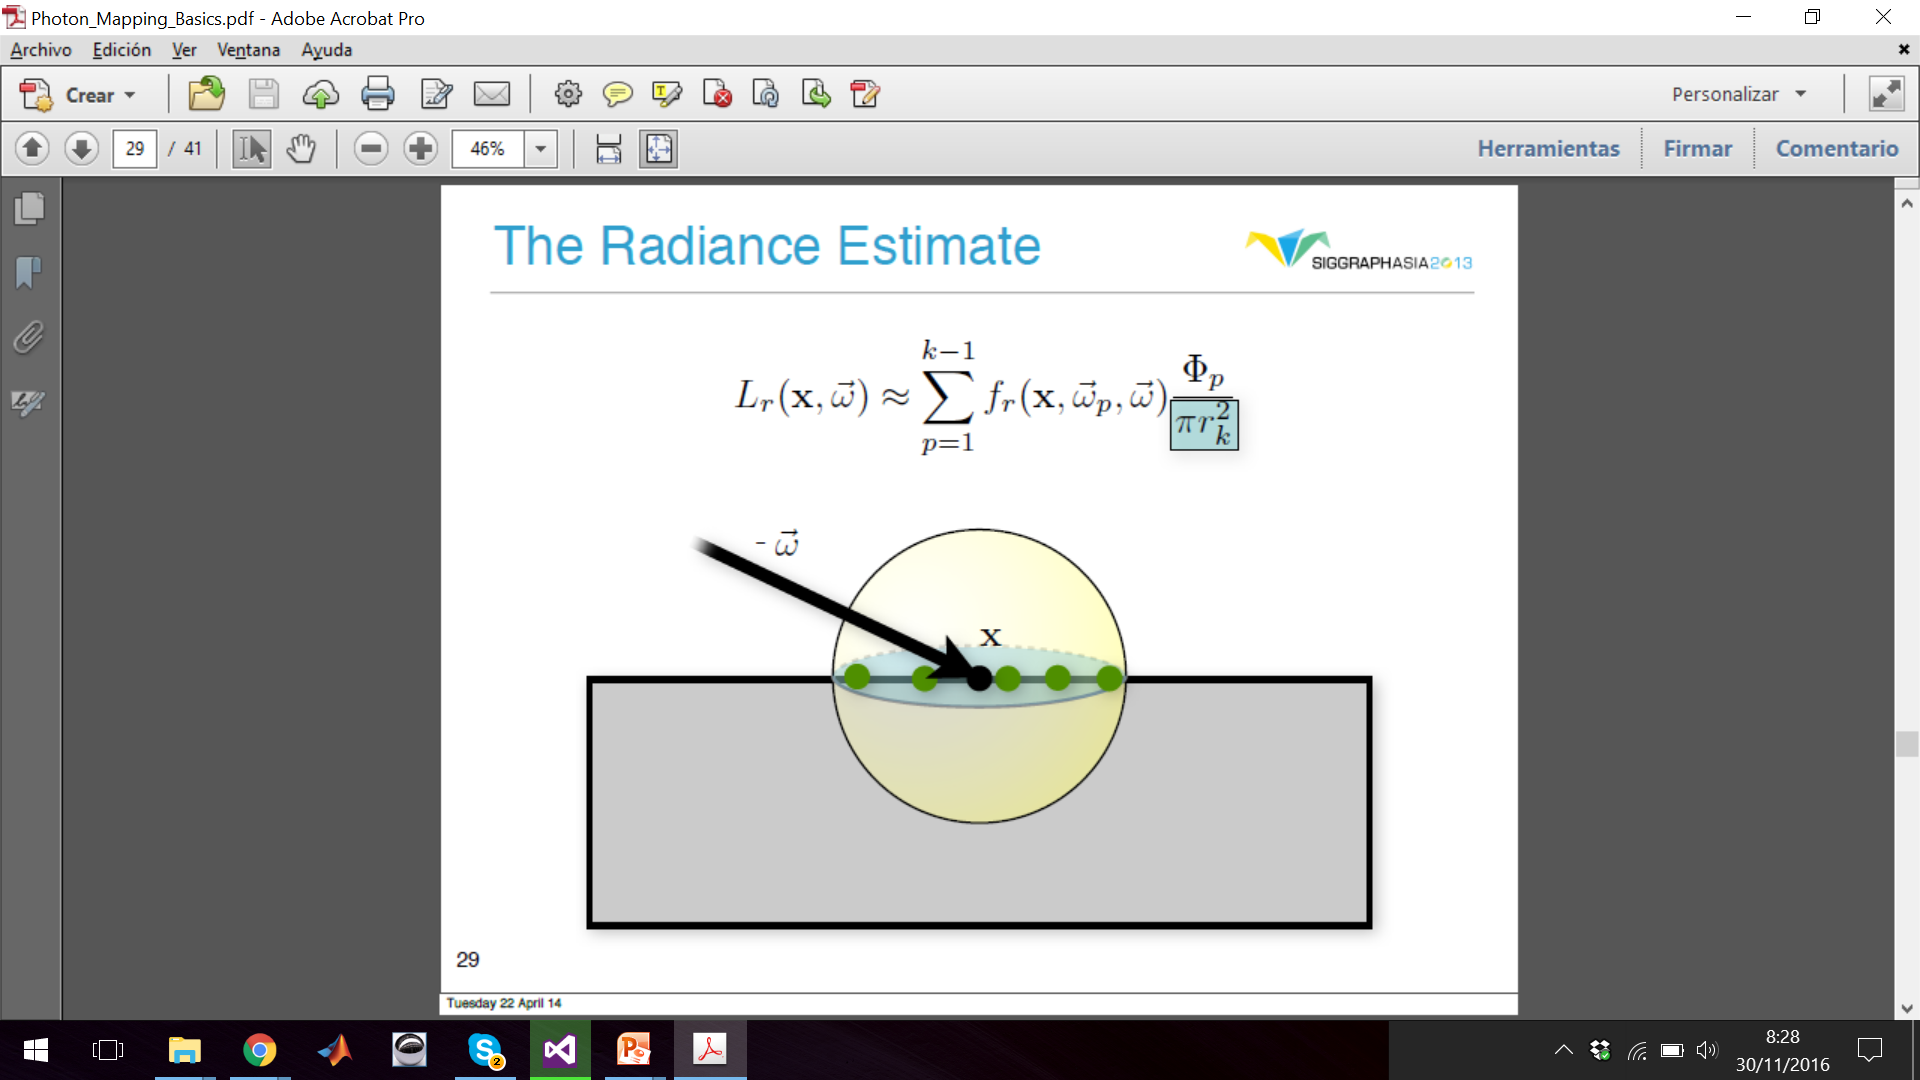 Photon_Mapping_Basics.pdf - Adobe Acrobat Pro
Archivo Edición Ver Ventana Ayuda
Crear Personalizar
29 / 41 46% Herramientas Firmar Comentario
The Radiance Estimate
SIGGRAPHASIA2013
L_r(x, ω⃗) ≈ ∑_{p=1}^{k−1} f_r(x, ω⃗_p, ω⃗) Φ_p / πr_k^2
- ω⃗
x
29
Tuesday 22 April 14
2
8:28
30/11/2016